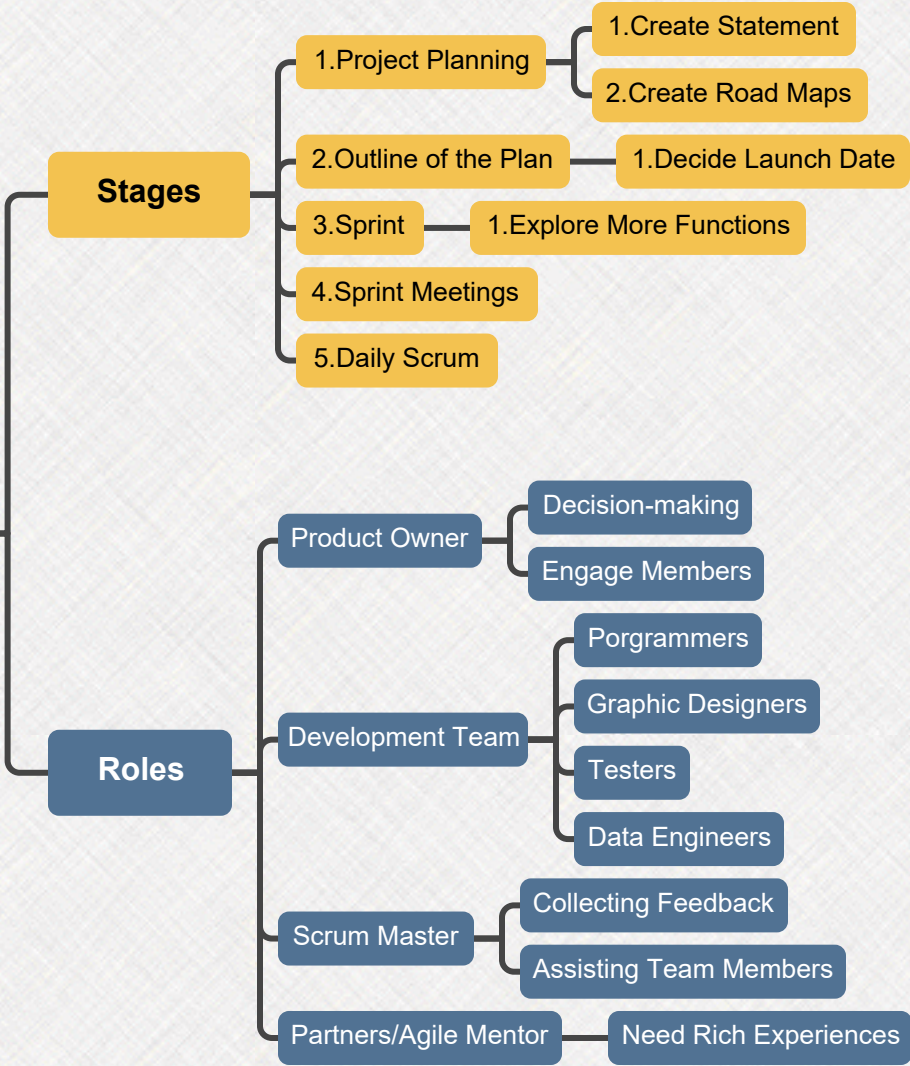 Stages
1.Project Planning
1.Create Statement
2.Create Road Maps
2.Outline of the Plan
1.Decide Launch Date
3.Sprint
1.Explore More Functions
4.Sprint Meetings
5.Daily Scrum
Roles
Product Owner
Decision-making
Engage Members
Development Team
Porgrammers
Graphic Designers
Testers
Data Engineers
Scrum Master
Collecting Feedback
Assisting Team Members
Partners/Agile Mentor
Need Rich Experiences